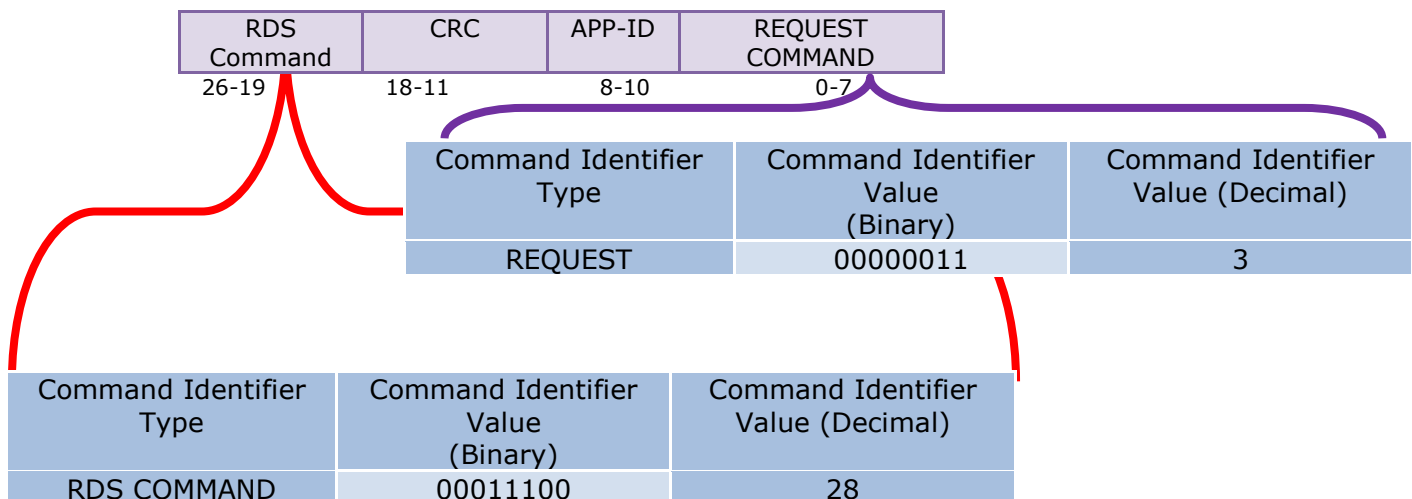 RDS CRC APP-ID REQUEST
Command COMMAND
26-19 18-11 8-10 0-7
Command Identifier Command Identifier Command Identifier
Type Value Value (Decimal)
(Binary)
REQUEST 00000011 3
Command Identifier Command Identifier Command Identifier
Type Value Value (Decimal)
(Binary)
RDS COMMAND 00011100 28